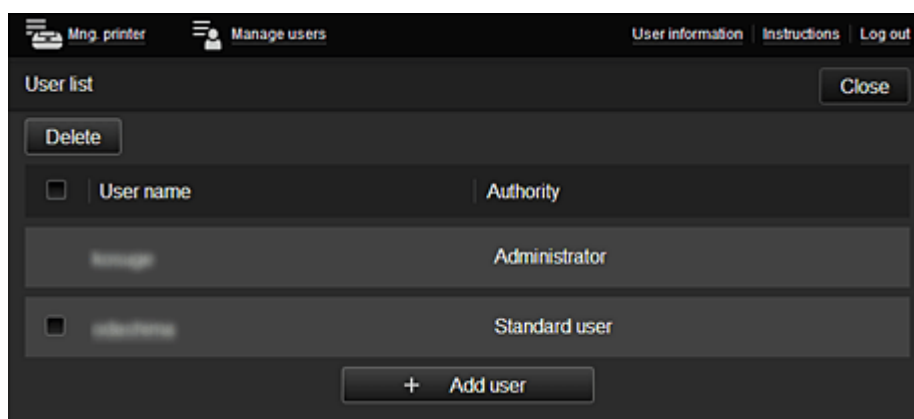 Mng. printer Manage users User information Instructions Log out
User list Close
Delete
User name Authority
Administrator
Standard user
+ Add user